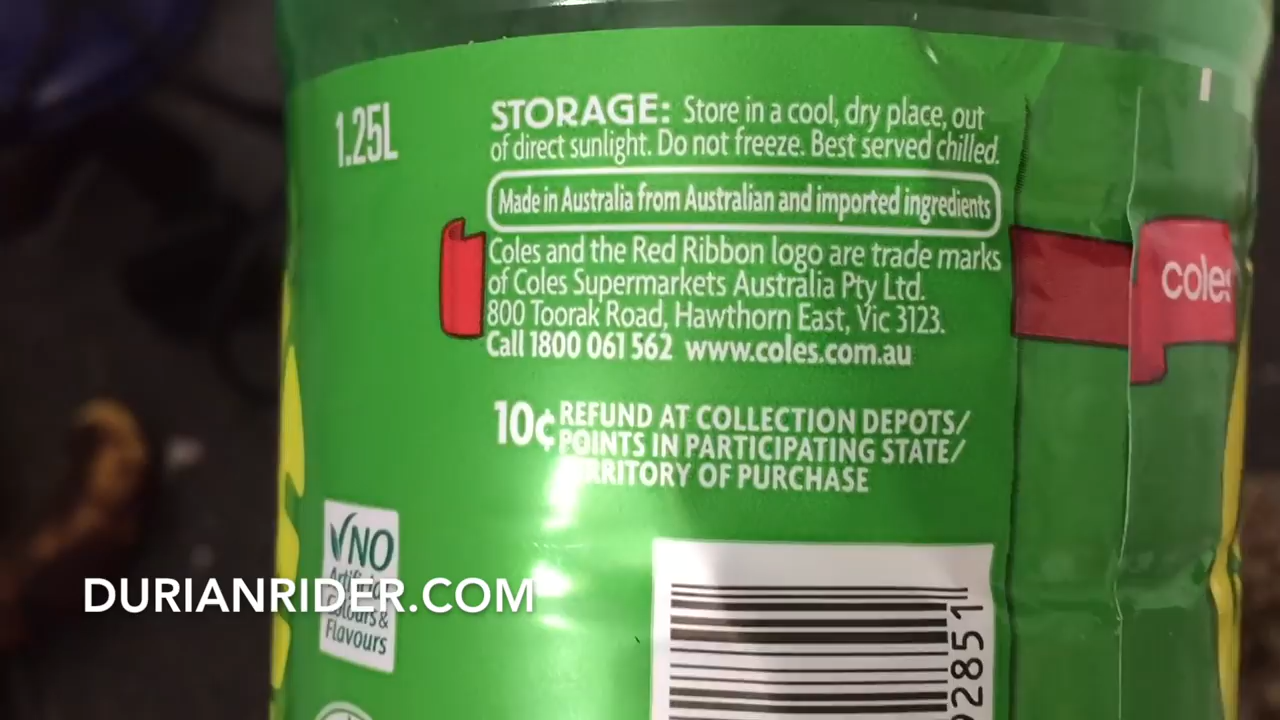 1.25L
STORAGE: Store in a cool, dry place, out
of direct sunlight. Do not freeze. Best served chilled.
Made in Australia from Australian and imported ingredients
Coles and the Red Ribbon logo are trade marks
of Coles Supermarkets Australia Pty Ltd.
800 Toorak Road, Hawthorn East, Vic 3123.
Call 1800 061 562 www.coles.com.au
coles
10¢ REFUND AT COLLECTION DEPOTS/
POINTS IN PARTICIPATING STATE/
TERRITORY OF PURCHASE
NO
Artificial
Colours &
Flavours
DURIANRIDER.COM